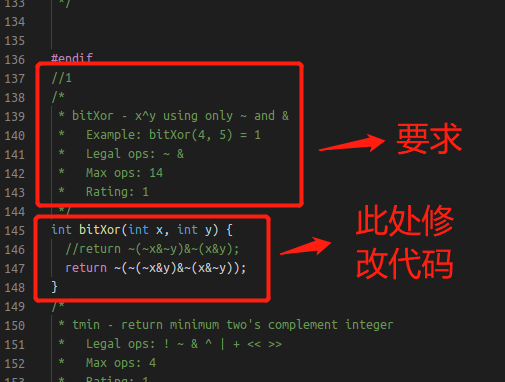 133
 */
134
135
136 #endif
137 //1
138 /*
139  * bitXor - x^y using only ~ and &
140  *   Example: bitXor(4, 5) = 1
141  *   Legal ops: ~ &
142  *   Max ops: 14
143  *   Rating: 1
144  */
145 int bitXor(int x, int y) {
146   //return ~(~x&~y)&~(x&y);
147   return ~(~(~x&y)&~(x&~y));
148 }
149 /*
150  * tmin - return minimum two's complement integer
151  *   Legal ops: ! ~ & ^ | + << >>
152  *   Max ops: 4
153  *   Rating: 1
要求
此处修
改代码